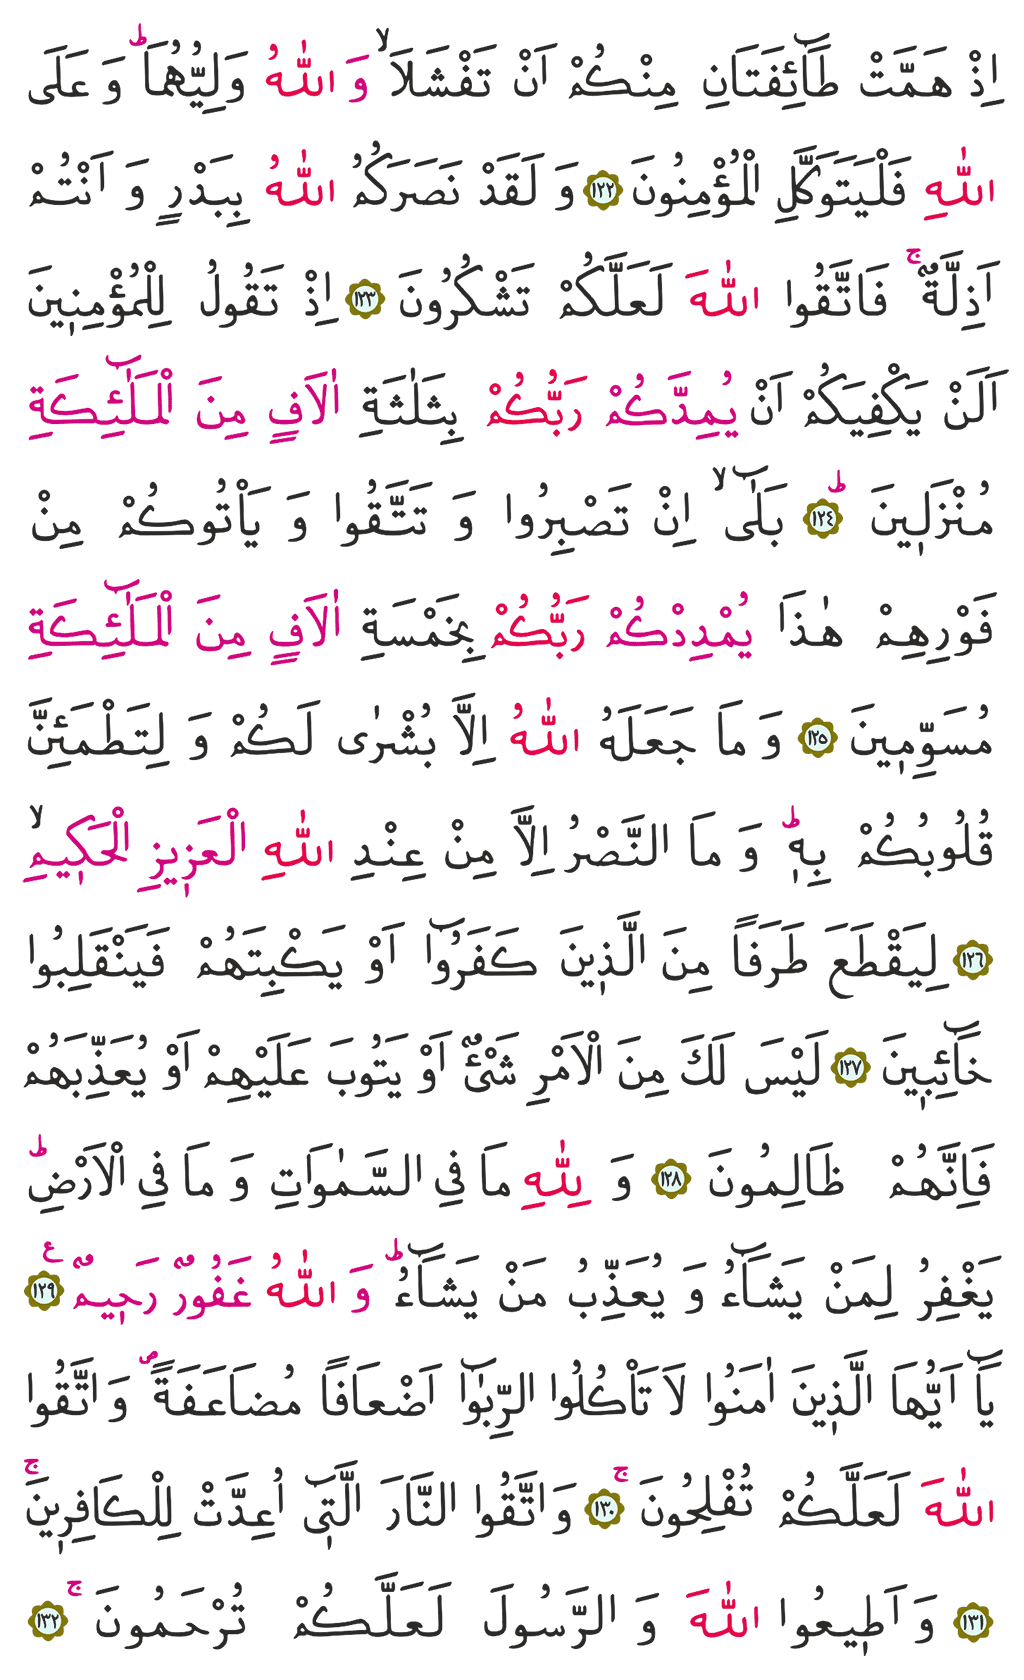 اِذْ هَمَّتْ طَٓائِفَتَانِ مِنْكُمْ اَنْ تَفْشَلَاۙ وَ اللّٰهُ وَلِيُّهُمَاۜ وَ عَلَى
اللّٰهِ فَلْيَتَوَكَّلِ الْمُؤْمِنُونَ ﴿١٢٢﴾ وَ لَقَدْ نَصَرَكُمُ اللّٰهُ بِبَدْرٍ وَ اَنْتُمْ
اَذِلَّةٌۚ فَاتَّقُوا اللّٰهَ لَعَلَّكُمْ تَشْكُرُونَ ﴿١٢٣﴾ اِذْ تَقُولُ لِلْمُؤْمِنٖينَ
اَلَنْ يَكْفِيَكُمْ اَنْ يُمِدَّكُمْ رَبُّكُمْ بِثَلٰثَةِ اٰلَافٍ مِنَ الْمَلٰٓئِكَةِ
مُنْزَلٖينَۜ ﴿١٢٤﴾ بَلٰٓىۙ اِنْ تَصْبِرُوا وَ تَتَّقُوا وَ يَاْتُوكُمْ مِنْ
فَوْرِهِمْ هٰذَا يُمْدِدْكُمْ رَبُّكُمْ بِخَمْسَةِ اٰلَافٍ مِنَ الْمَلٰٓئِكَةِ
مُسَوِّمٖينَ ﴿١٢٥﴾ وَ مَا جَعَلَهُ اللّٰهُ اِلَّا بُشْرٰى لَكُمْ وَ لِتَطْمَئِنَّ
قُلُوبُكُمْ بِهٖۜ وَ مَا النَّصْرُ اِلَّا مِنْ عِنْدِ اللّٰهِ الْعَزٖيزِ الْحَكٖيمِۙ
﴿١٢٦﴾ لِيَقْطَعَ طَرَفًا مِنَ الَّذٖينَ كَفَرُٓوا اَوْ يَكْبِتَهُمْ فَيَنْقَلِبُوا
خَٓائِبٖينَ ﴿١٢٧﴾ لَيْسَ لَكَ مِنَ الْاَمْرِ شَيْءٌ اَوْ يَتُوبَ عَلَيْهِمْ اَوْ يُعَذِّبَهُمْ
فَاِنَّهُمْ ظَالِمُونَ ﴿١٢٨﴾ وَ لِلّٰهِ مَا فِي السَّمٰوَاتِ وَ مَا فِي الْاَرْضِۜ
يَغْفِرُ لِمَنْ يَشَٓاءُ وَ يُعَذِّبُ مَنْ يَشَٓاءُۜ وَ اللّٰهُ غَفُورٌ رَحٖيمٌ ع ﴿١٢٩﴾
يَٓا اَيُّهَا الَّذٖينَ اٰمَنُوا لَا تَاْكُلُوا الرِّبٰٓوا اَضْعَافًا مُضَاعَفَةًۖ وَ اتَّقُوا
اللّٰهَ لَعَلَّكُمْ تُفْلِحُونَۚ ﴿١٣٠﴾ وَ اتَّقُوا النَّارَ الَّتٖٓي اُعِدَّتْ لِلْكَافِرٖينَۚ
﴿١٣١﴾ وَ اَطٖيعُوا اللّٰهَ وَ الرَّسُولَ لَعَلَّكُمْ تُرْحَمُونَۚ ﴿١٣٢﴾